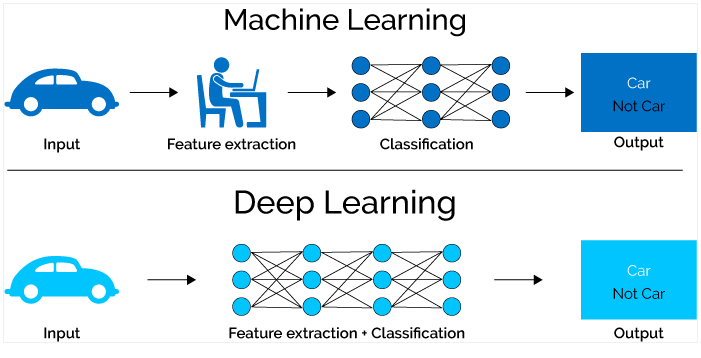 Machine Learning
Car
Not Car
Input
Feature extraction
Classification
Output
Deep Learning
Car
Not Car
Input
Feature extraction + Classification
Output